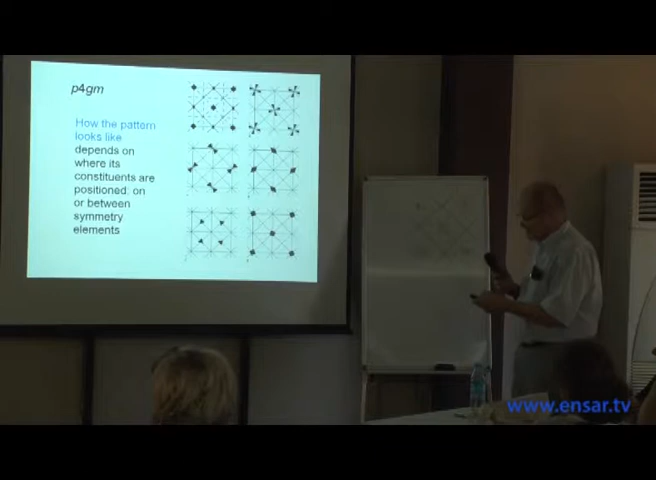 p4gm
How the pattern
looks like
depends on
where its
constituents are
positioned: on
or between
symmetry
elements
www.ensar.tv